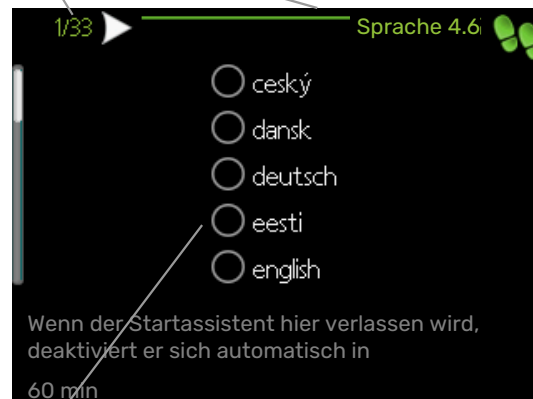 1/33
Sprache 4.6
ceský
dansk
deutsch
eesti
english
Wenn der Startassistent hier verlassen wird,
deaktiviert er sich automatisch in
60 min